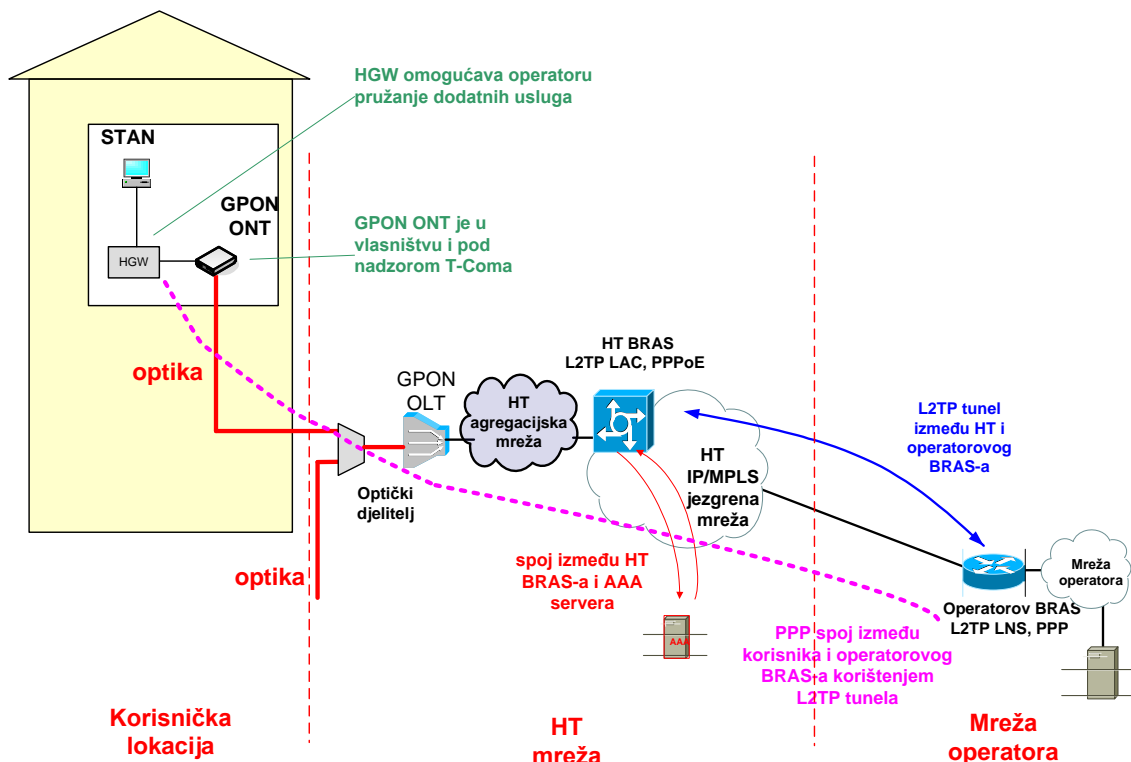 HGW omogućava operatoru
pružanje dodatnih usluga
STAN
GPON
ONT
HGW
GPON ONT je u
vlasništvu i pod
nadzorom T-Coma
optika
optika
GPON
OLT
Optički
djelitelj
HT
agregacijska
mreža
HT BRAS
L2TP LAC, PPPoE
HT
IP/MPLS
jezgrena
mreža
L2TP tunel
između HT i
operatorovog
BRAS-a
spoj između HT
BRAS-a i AAA
servera
AAA
Mreža
operatora
Operatorov BRAS
L2TP LNS, PPP
PPP spoj između
korisnika i operatorovog
BRAS-a korištenjem
L2TP tunela
Korisnička
lokacija
HT
mreža
Mreža
operatora